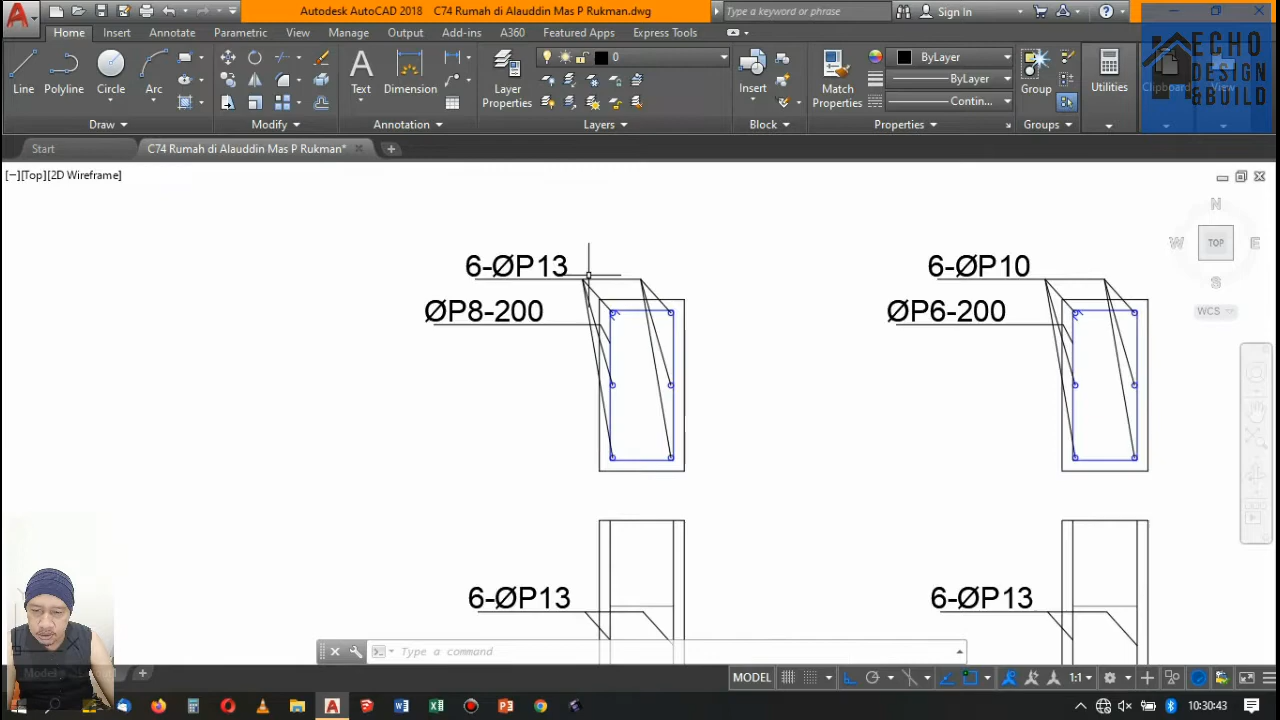 Autodesk AutoCAD 2018 C74 Rumah di Alauddin Mas P Rukman.dwg
Type a keyword or phrase
Sign In
Home Insert Annotate Parametric View Manage Output Add-ins A360 Featured Apps Express Tools
Line Polyline Circle Arc
Text Dimension
Layer Properties
0
Insert
Match Properties
ByLayer
ByLayer
Contin...
Group
Utilities
Clipboard
View
ECHO
DESIGN
&BUILD
Draw Modify Annotation Layers Block Properties Groups
Start C74 Rumah di Alauddin Mas P Rukman*
[−][Top][2D Wireframe]
N
W TOP E
S
WCS
6-ØP13 6-ØP10
ØP8-200 ØP6-200
6-ØP13 6-ØP13
Type a command
Model
MODEL 1:1
10:30:43